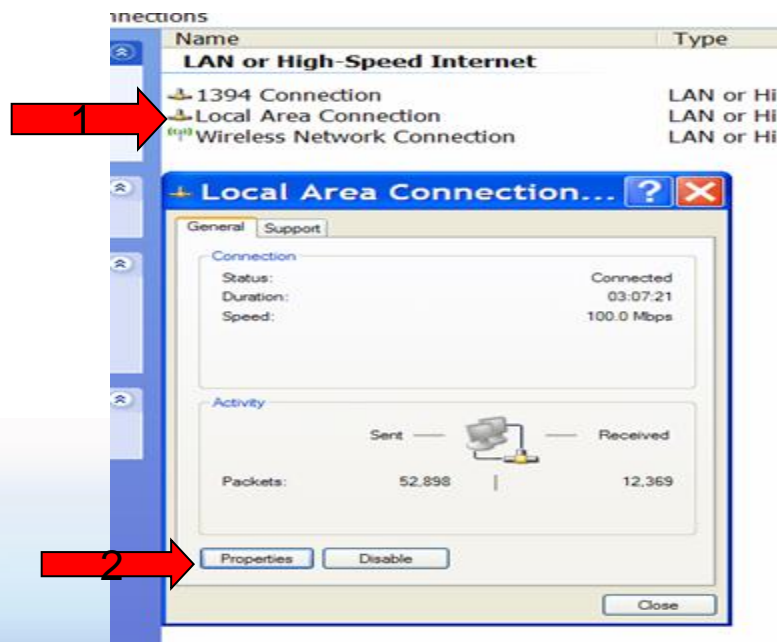 nnections
Name Type
LAN or High-Speed Internet
1394 Connection LAN or Hi
1 Local Area Connection LAN or Hi
Wireless Network Connection LAN or Hi
Local Area Connection... ? X
General Support
Connection
Status: Connected
Duration: 03:07:21
Speed: 100.0 Mbps
Activity
Sent — — Received
Packets: 52,898 | 12,369
2 Properties Disable
Close